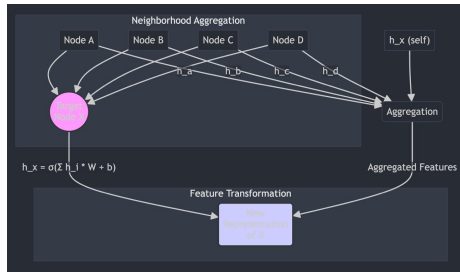 Neighborhood Aggregation
Node A
Node B
Node C
Node D
h_x (self)
h_a
h_b
h_c
h_d
Target
Node X
Aggregation
h_x = σ(Σ h_i * W + b)
Aggregated Features
Feature Transformation